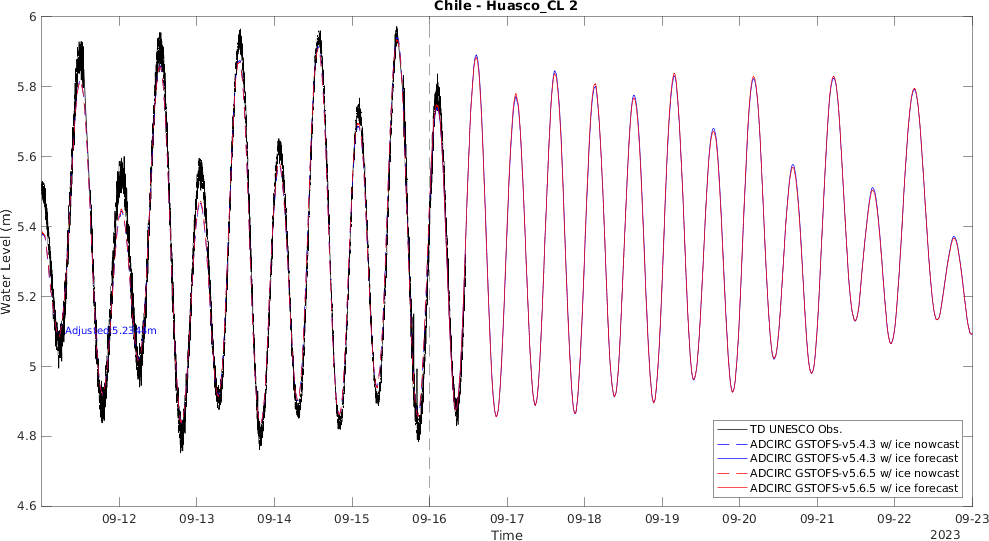 Chile - Huasco_CL 2
6
5.8
5.6
5.4
5.2
5
4.8
4.6
Water Level (m)
Adjusted 5.2345m
09-12
09-13
09-14
09-15
09-16
09-17
09-18
09-19
09-20
09-21
09-22
09-23
Time
2023
TD UNESCO Obs.
ADCIRC GSTOFS-v5.4.3 w/ ice nowcast
ADCIRC GSTOFS-v5.4.3 w/ ice forecast
ADCIRC GSTOFS-v5.6.5 w/ ice nowcast
ADCIRC GSTOFS-v5.6.5 w/ ice forecast